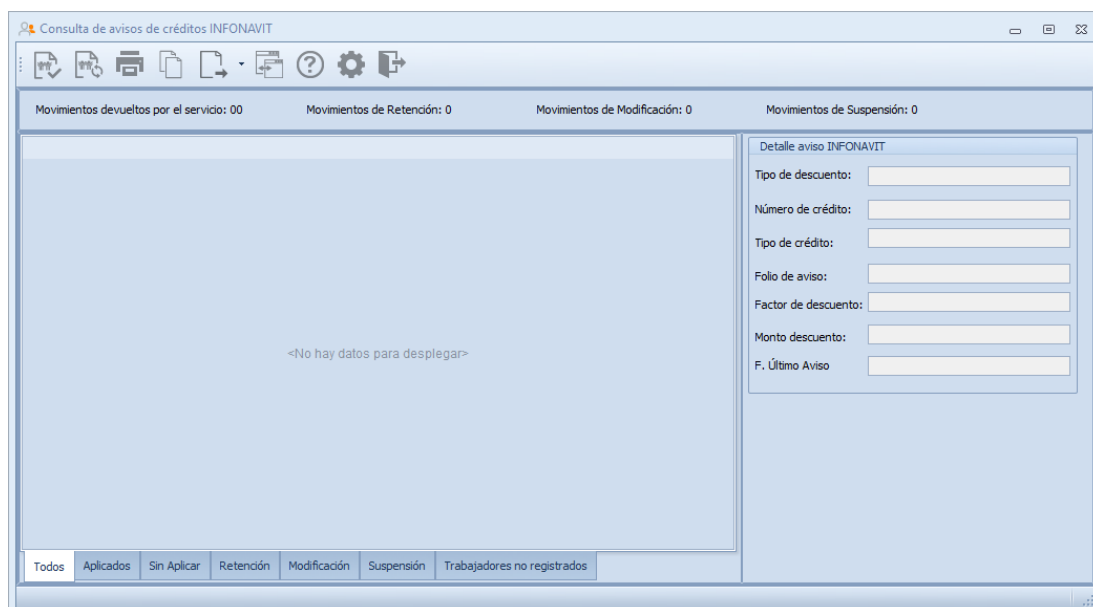 Consulta de avisos de créditos INFONAVIT
Movimientos devueltos por el servicio: 00 Movimientos de Retención: 0 Movimientos de Modificación: 0 Movimientos de Suspensión: 0
Detalle aviso INFONAVIT
Tipo de descuento:
Número de crédito:
Tipo de crédito:
Folio de aviso:
Factor de descuento:
Monto descuento:
F. Último Aviso
<No hay datos para desplegar>
Todos Aplicados Sin Aplicar Retención Modificación Suspensión Trabajadores no registrados